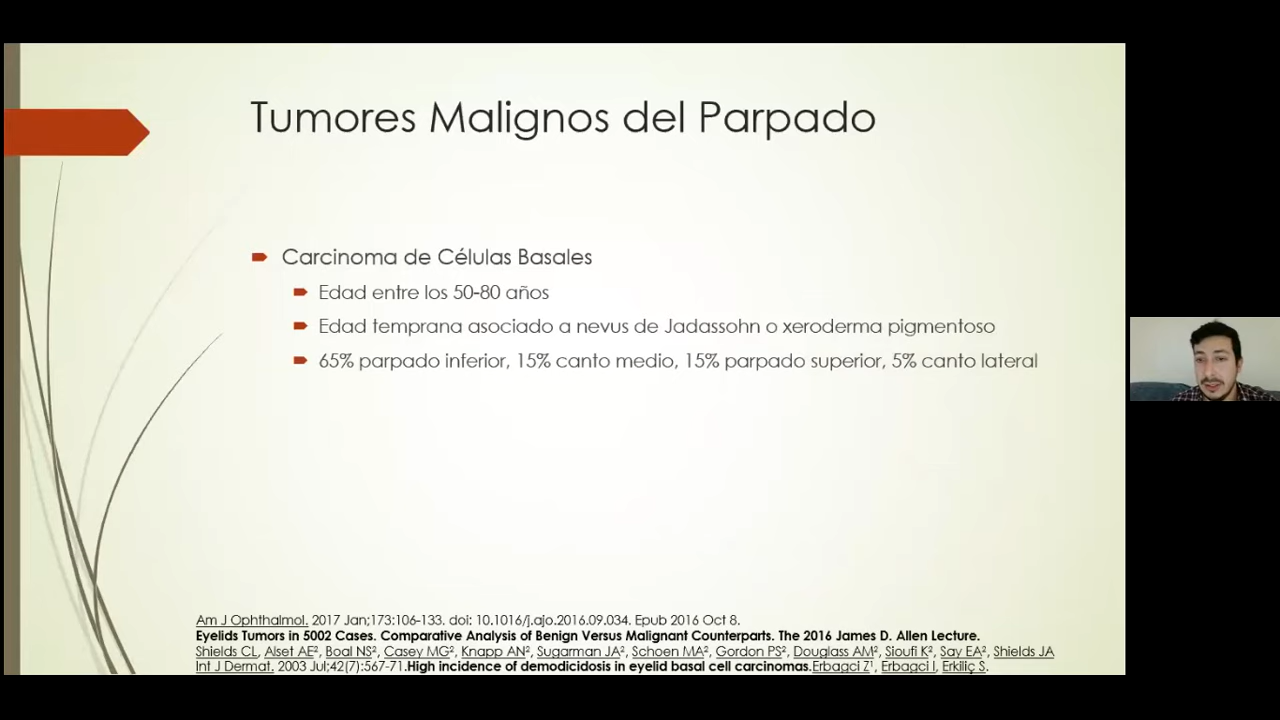 Tumores Malignos del Parpado
Carcinoma de Células Basales
Edad entre los 50-80 años
Edad temprana asociado a nevus de Jadassohn o xeroderma pigmentoso
65% parpado inferior, 15% canto medio, 15% parpado superior, 5% canto lateral
Am J Ophthalmol. 2017 Jan;173:106-133. doi: 10.1016/j.ajo.2016.09.034. Epub 2016 Oct 8.
Eyelids Tumors in 5002 Cases. Comparative Analysis of Benign Versus Malignant Counterparts. The 2016 James D. Allen Lecture.
Shields CL, Alset AE², Boal NS², Casey MG², Knapp AN², Sugarman JA², Schoen MA², Gordon PS², Douglass AM², Sioufi K², Say EA², Shields JA
Int J Dermat. 2003 Jul;42(7):567-71.High incidence of demodicidosis in eyelid basal cell carcinomas.Erbagci Z¹, Erbagci I, Erkiliç S.